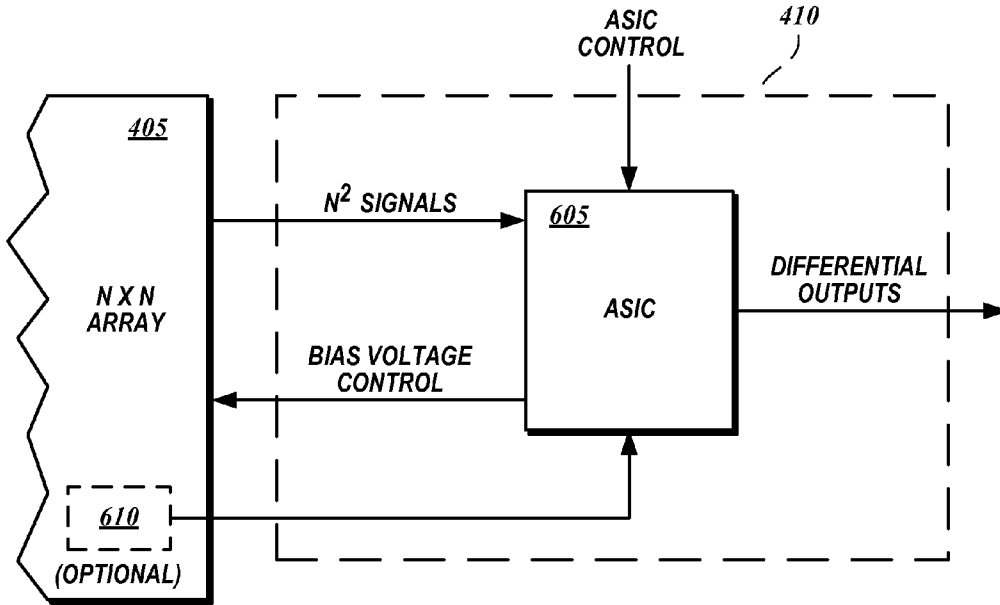 ASIC
CONTROL
410
405
N² SIGNALS
605
N X N
ARRAY
ASIC
DIFFERENTIAL
OUTPUTS
BIAS VOLTAGE
CONTROL
610
(OPTIONAL)